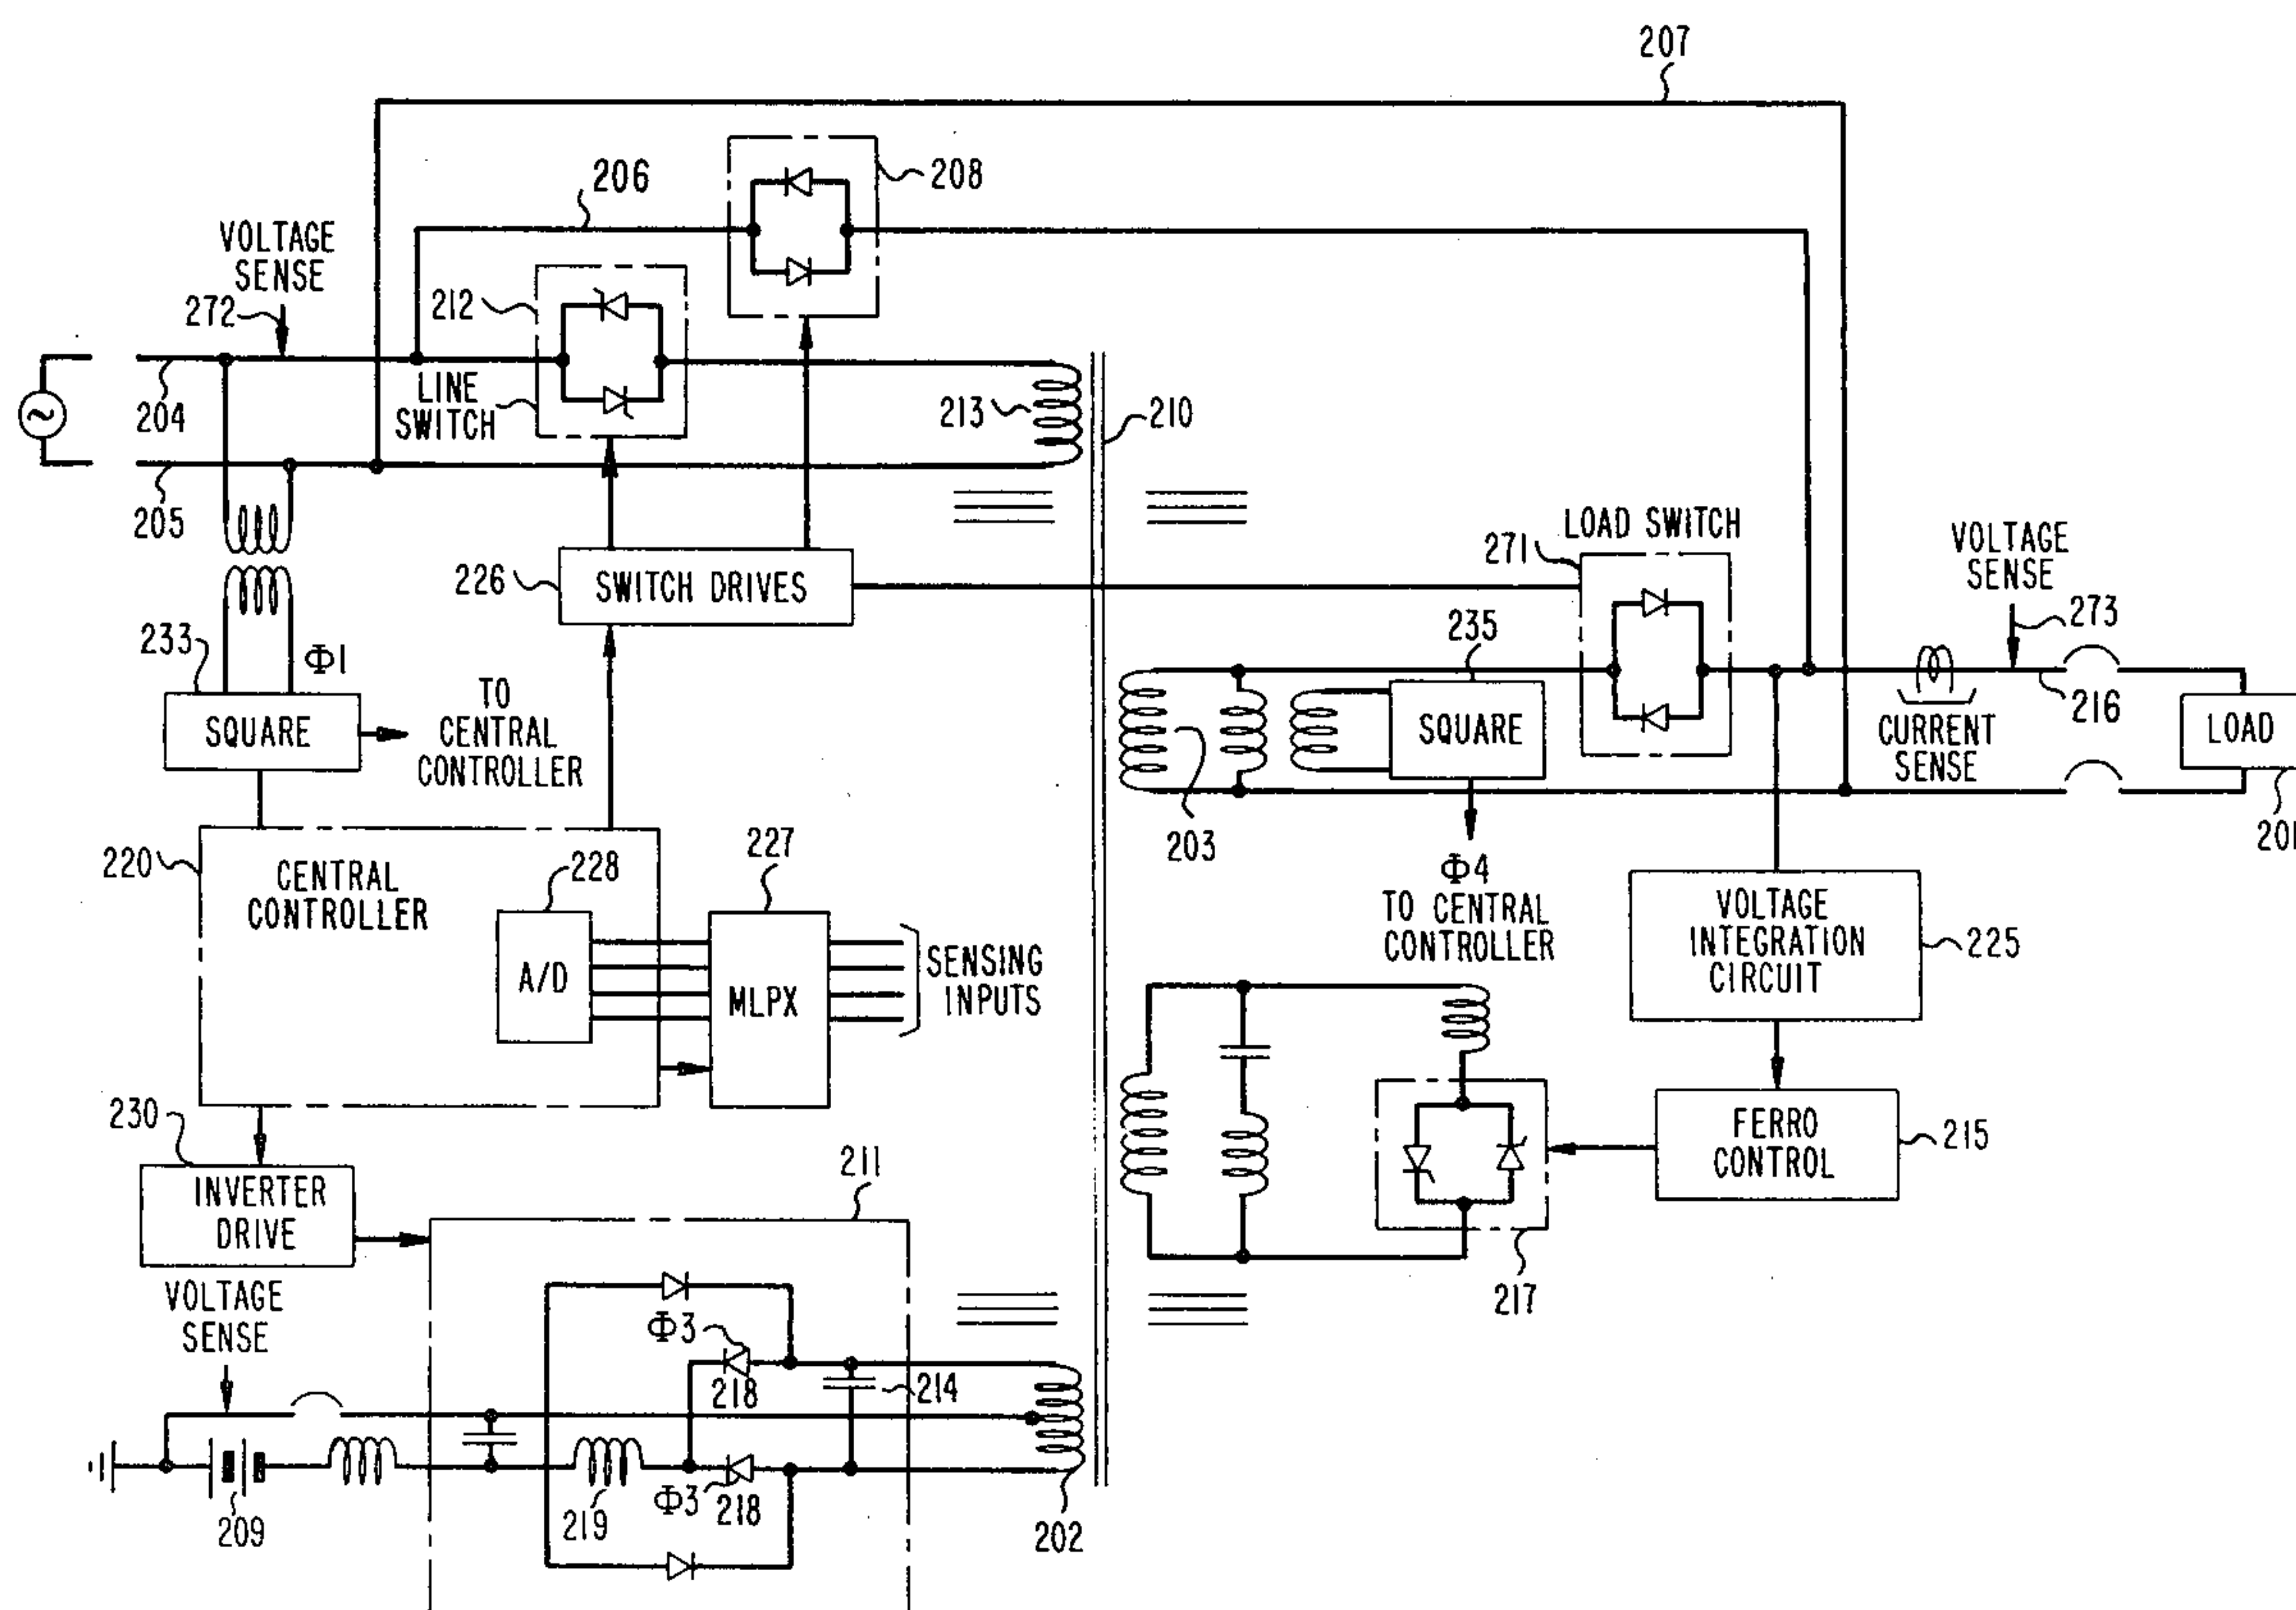 207
206
208
VOLTAGE
SENSE
272
212
LINE
SWITCH
204
213
210
205
LOAD SWITCH
271
VOLTAGE
SENSE
273
226
SWITCH DRIVES
235
233
Φ1
SQUARE
TO
CENTRAL
CONTROLLER
SQUARE
203
CURRENT
SENSE
216
LOAD
201
Φ4
TO CENTRAL
CONTROLLER
220
CENTRAL
CONTROLLER
228
227
A/D
MLPX
SENSING
INPUTS
VOLTAGE
INTEGRATION
CIRCUIT
225
230
INVERTER
DRIVE
211
FERRO
CONTROL
215
217
VOLTAGE
SENSE
Φ3
218
214
209
219
Φ3
218
202